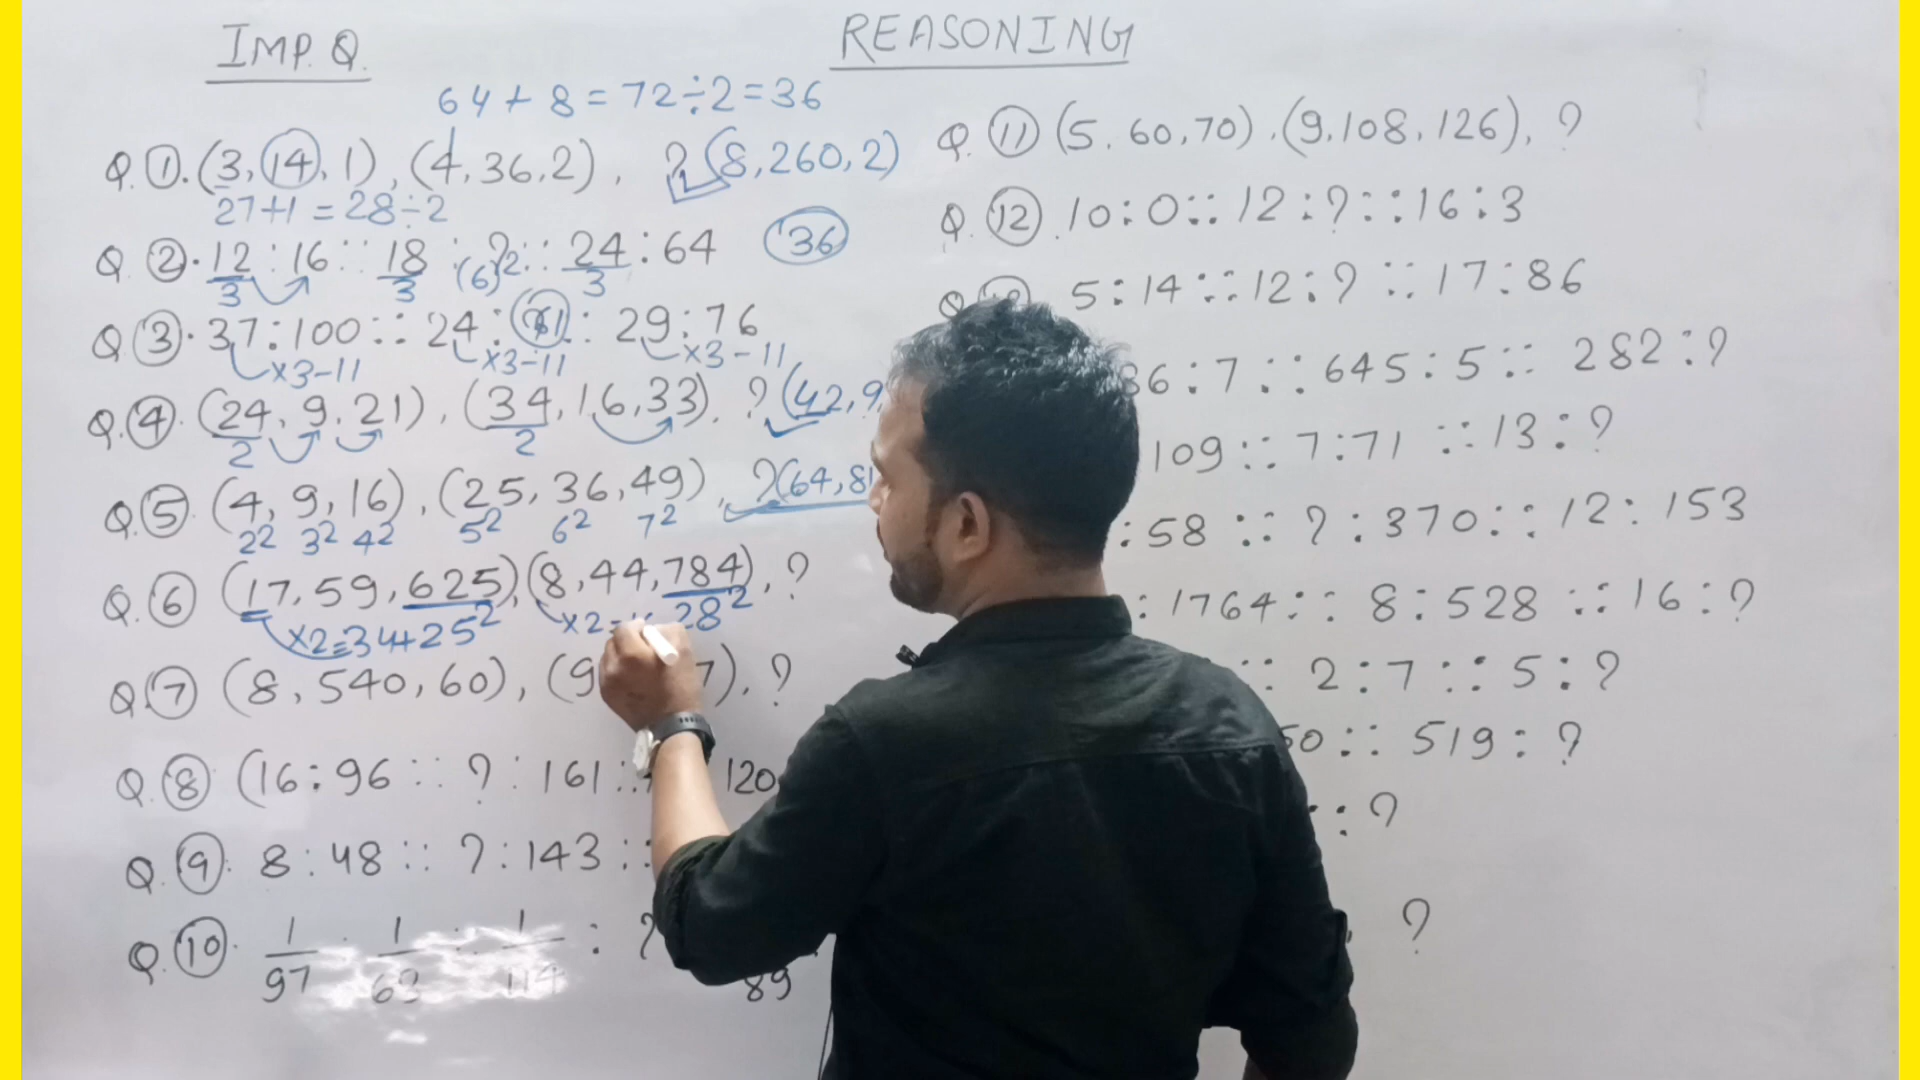 IMP. Q.
REASONING
64 + 8 = 72 ÷ 2 = 36
Q. 1. (3, 14, 1), (4, 36, 2), ? (8, 260, 2)
27+1 = 28 ÷ 2
Q. 2. 12 : 16 :: 18 : ? :: 24 : 64 36
3 3 (6)² 3
Q. 3. 37 : 100 :: 24 : 61 :: 29 : 76
×3-11 ×3-11 ×3-11
Q. 4. (24, 9, 21), (34, 16, 33), ? (42, 9
2 2
Q. 5. (4, 9, 16), (25, 36, 49), ? (64, 81
2² 3² 4² 5² 6² 7²
Q. 6 (17, 59, 625), (8, 44, 784), ?
×2=34+25² ×2= 28²
Q. 7 (8, 540, 60), (9 7), ?
Q. 8 (16 : 96 :: ? : 161 :: 120
Q. 9. 8 : 48 :: ? : 143 ::
Q. 10. 1/97 : 1/63 : 1/114 : ? 89
Q. 11 (5, 60, 70), (9, 108, 126), ?
Q. 12 10 : 0 :: 12 : ? :: 16 : 3
Q. 5 : 14 :: 12 : ? :: 17 : 86
36 : 7 :: 645 : 5 :: 282 : ?
109 :: 7 : 71 :: 13 : ?
: 58 :: ? : 370 :: 12 : 153
: 1764 :: 8 : 528 :: 16 : ?
:: 2 : 7 :: 5 : ?
50 :: 519 : ?
: ?
?